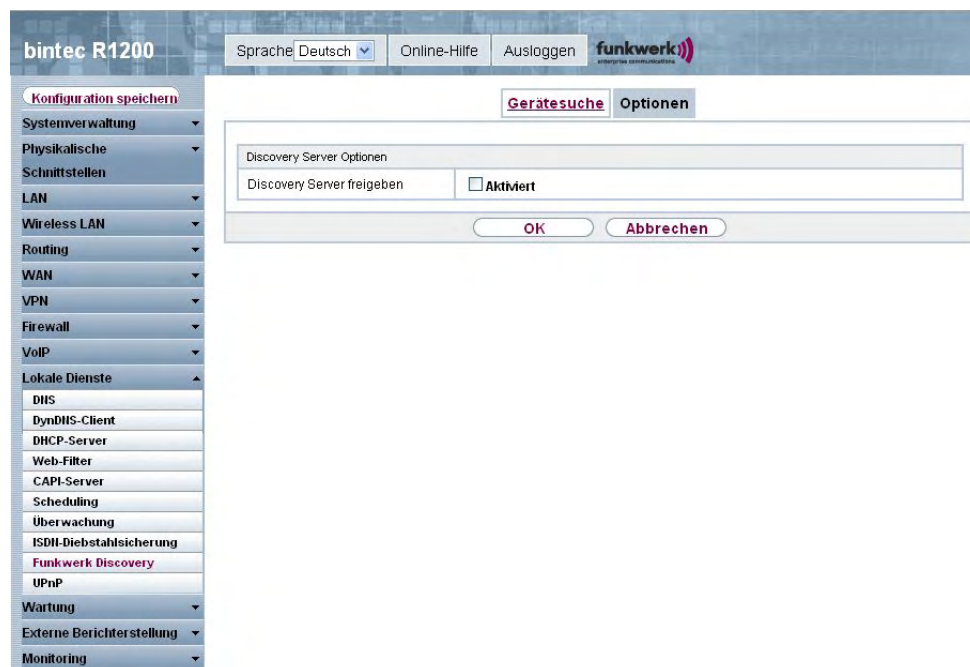 bintec R1200
Sprache Deutsch
Online-Hilfe
Ausloggen
funkwerk
enterprise communications
Konfiguration speichern
Systemverwaltung
Physikalische
Schnittstellen
LAN
Wireless LAN
Routing
WAN
VPN
Firewall
VoIP
Lokale Dienste
DNS
DynDNS-Client
DHCP-Server
Web-Filter
CAPI-Server
Scheduling
Überwachung
ISDN-Diebstahlsicherung
Funkwerk Discovery
UPnP
Wartung
Externe Berichterstellung
Monitoring
Gerätesuche
Optionen
Discovery Server Optionen
Discovery Server freigeben
Aktiviert
OK
Abbrechen